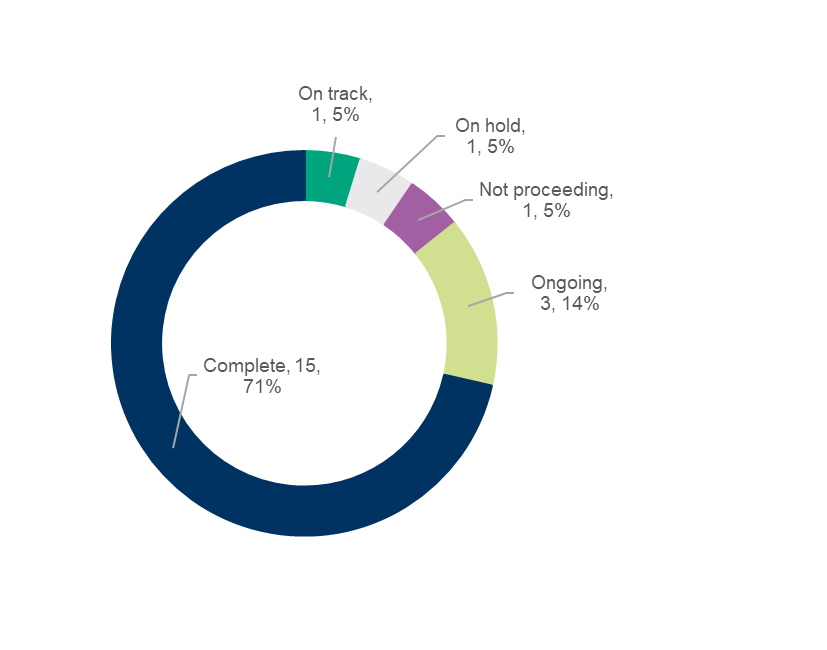 On track,
1, 5%
On hold,
1, 5%
Not proceeding,
1, 5%
Ongoing,
3, 14%
Complete, 15,
71%